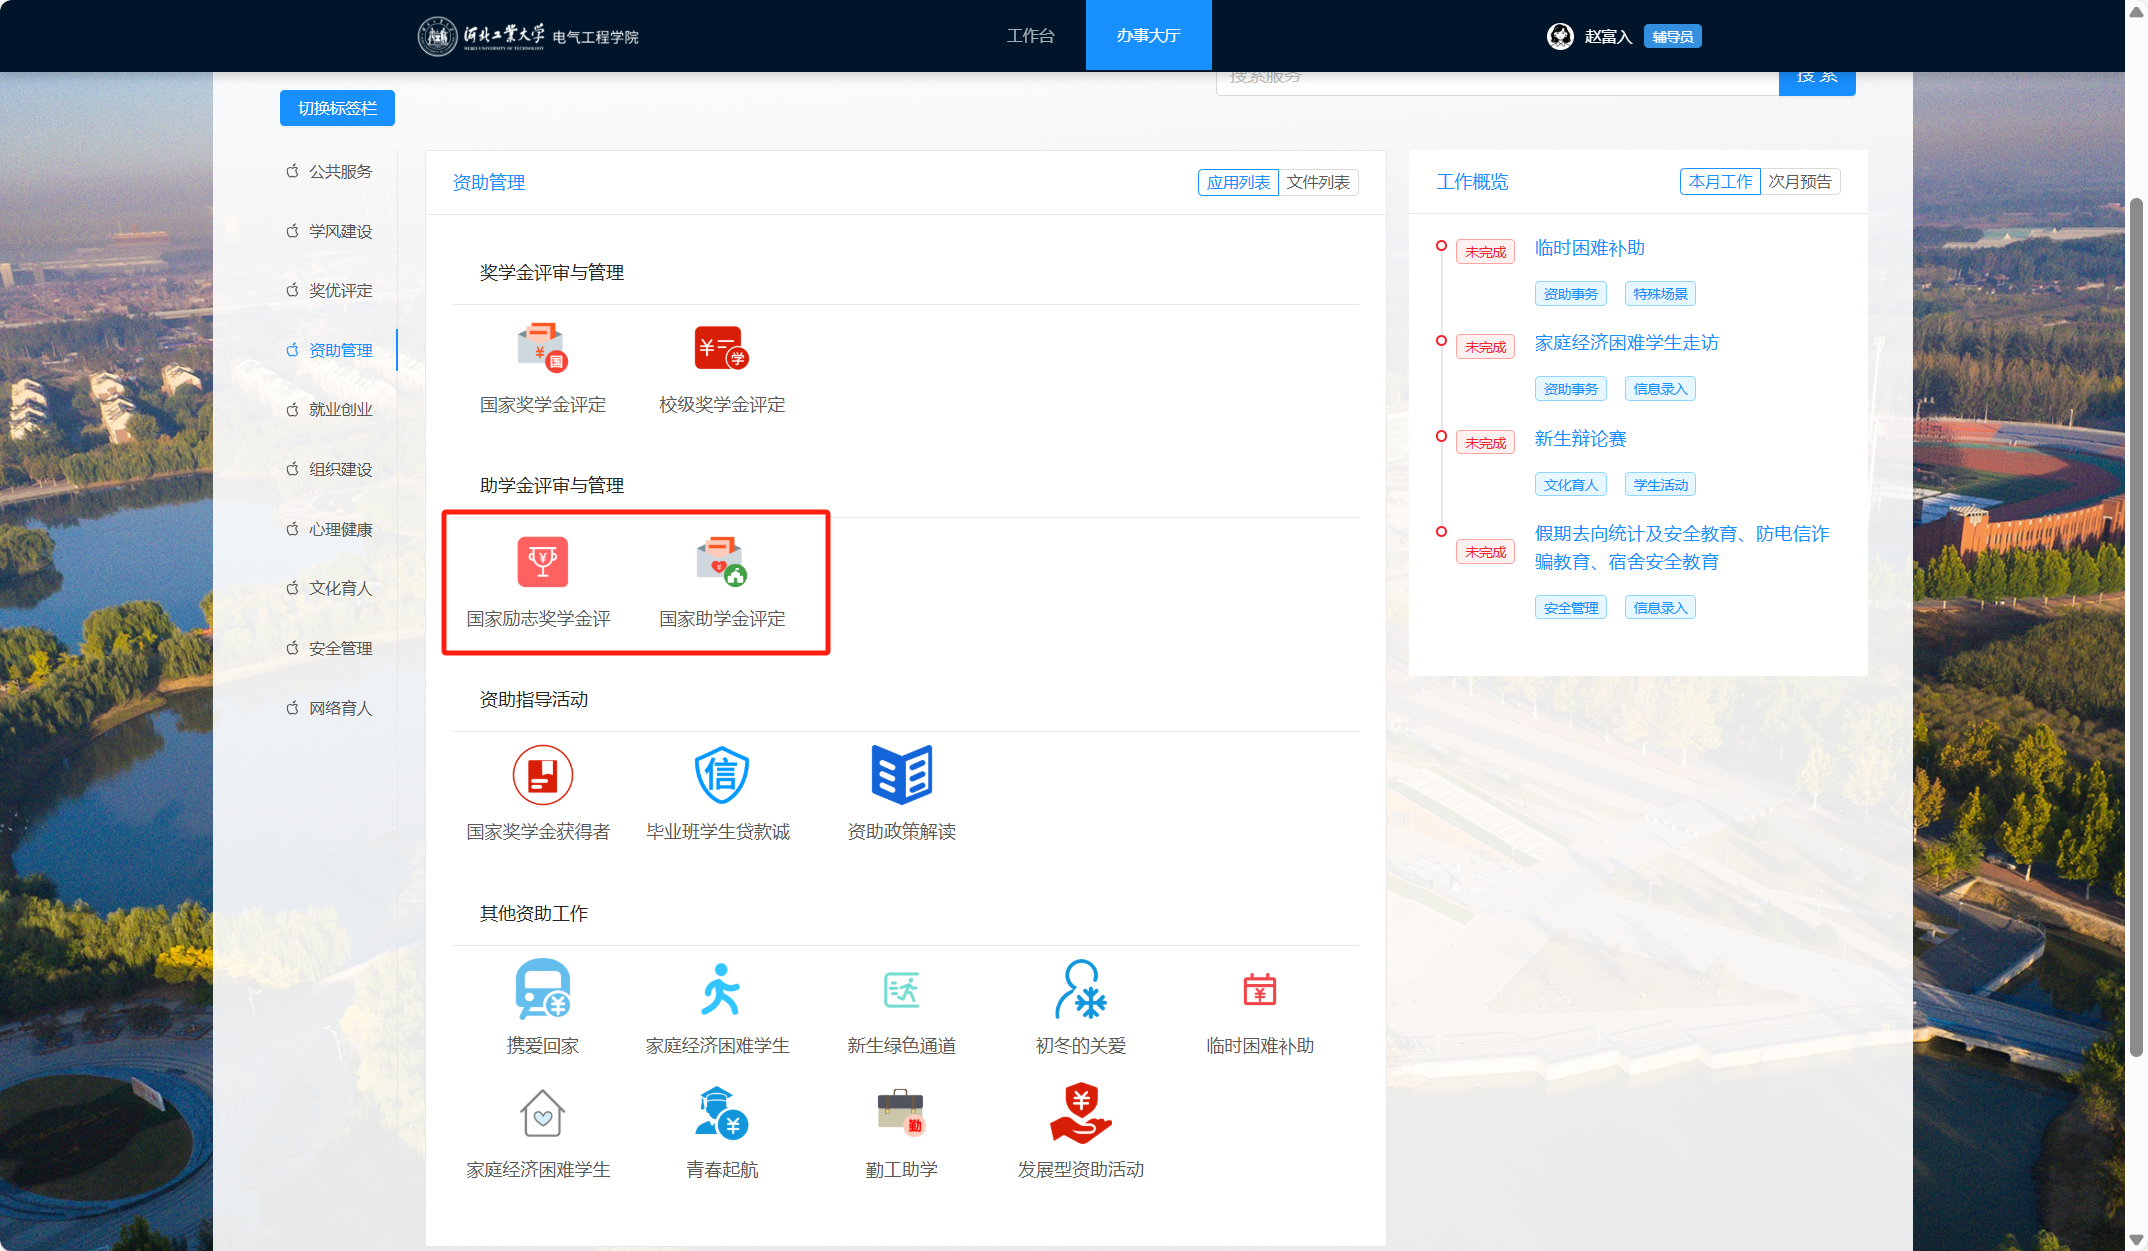 河北工业大学 电气工程学院
HEBEI UNIVERSITY OF TECHNOLOGY
工作台
办事大厅
赵富入
辅导员
搜索服务
搜 索
切换标签栏
公共服务
学风建设
奖优评定
资助管理
就业创业
组织建设
心理健康
文化育人
安全管理
网络育人
资助管理
应用列表 文件列表
奖学金评审与管理
国
¥ 学
国家奖学金评定
校级奖学金评定
助学金评审与管理
国家励志奖学金评
国家助学金评定
资助指导活动
信
国家奖学金获得者
毕业班学生贷款诚
资助政策解读
其他资助工作
携爱回家
家庭经济困难学生
新生绿色通道
初冬的关爱
临时困难补助
勤
家庭经济困难学生
青春起航
勤工助学
发展型资助活动
工作概览
本月工作 次月预告
未完成 临时困难补助
资助事务 特殊场景
未完成 家庭经济困难学生走访
资助事务 信息录入
未完成 新生辩论赛
文化育人 学生活动
未完成 假期去向统计及安全教育、防电信诈
骗教育、宿舍安全教育
安全管理 信息录入